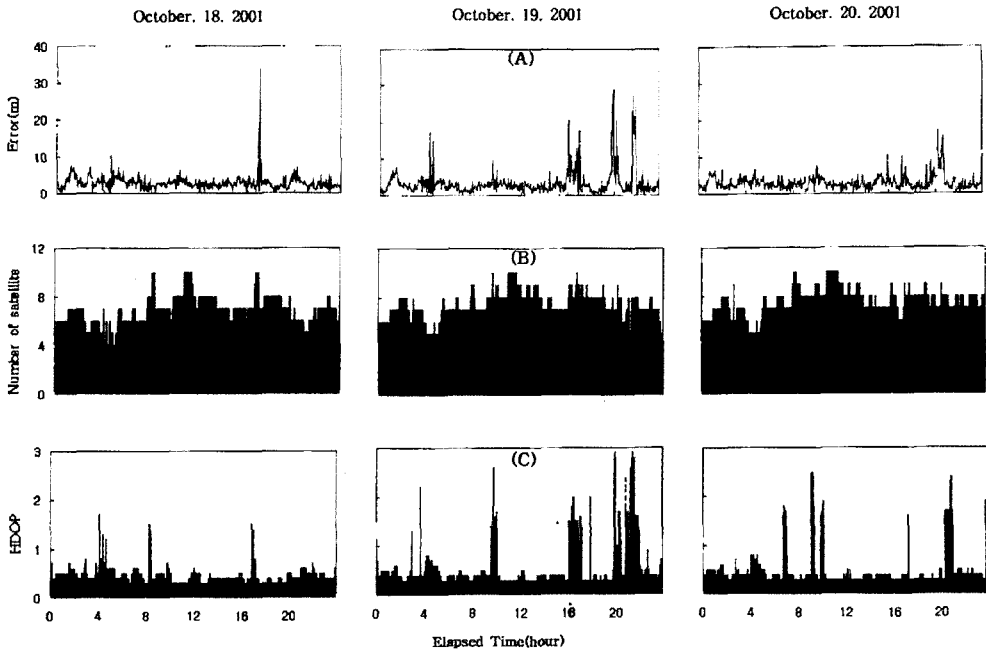 October. 18. 2001
October. 19. 2001
October. 20. 2001
(A)
Error(m)
40
30
20
10
0
(B)
Number of satellite
12
8
4
0
(C)
HDOP
3
2
1
0
0 4 8 12 16 20
0 4 8 12 16 20
0 4 8 12 16 20
Elapsed Time(hour)